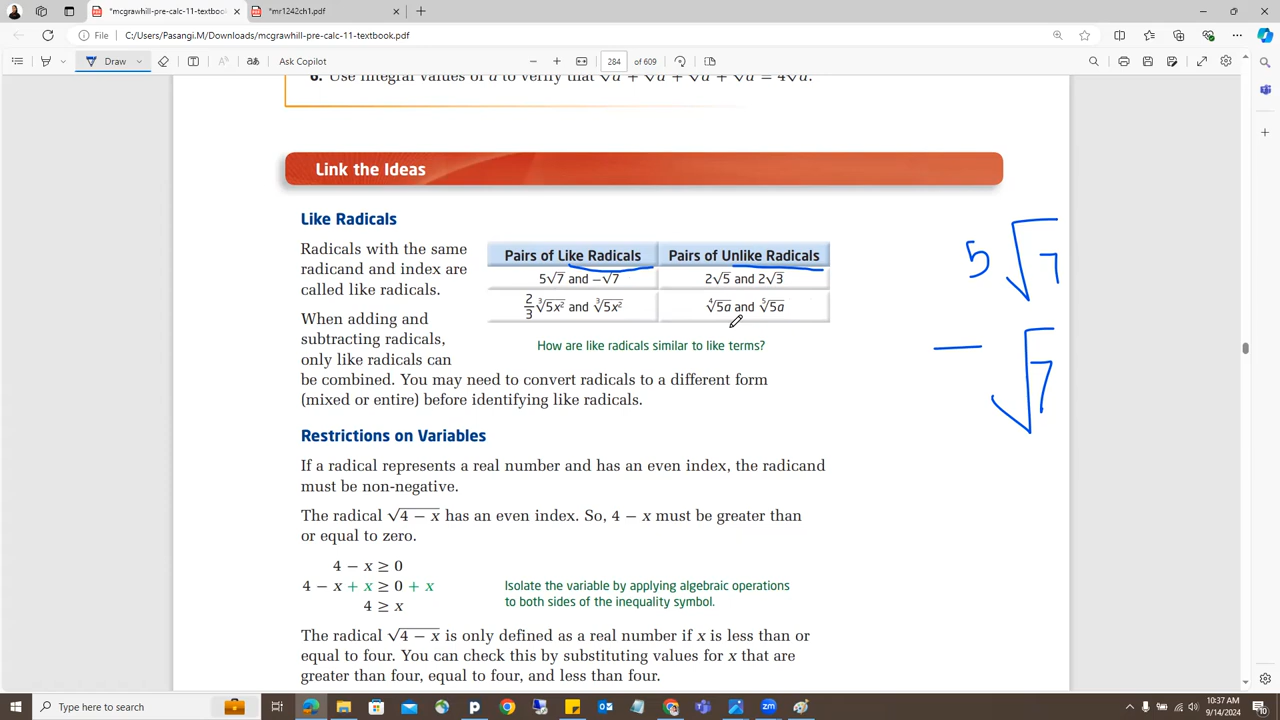 *mcgrawhill-pre-calc-11-textbook.pdf
*mr1242ch1.pdf
File C:/Users/Pasangi.M/Downloads/mcgrawhill-pre-calc-11-textbook.pdf
Draw
Ask Copilot
284 of 609
6. Use integral values of a to verify that √a + √a + √a + √a = 4√a.
Link the Ideas
Like Radicals
Radicals with the same
radicand and index are
called like radicals.
When adding and
subtracting radicals,
only like radicals can
be combined. You may need to convert radicals to a different form
(mixed or entire) before identifying like radicals.
Pairs of Like Radicals Pairs of Unlike Radicals
5√7 and −√7 2√5 and 2√3
2/3 ∛5x² and ∛5x² ∜5a and ⁵√5a
How are like radicals similar to like terms?
5√7
− √7
Restrictions on Variables
If a radical represents a real number and has an even index, the radicand
must be non-negative.
The radical √4 − x has an even index. So, 4 − x must be greater than
or equal to zero.
4 − x ≥ 0
4 − x + x ≥ 0 + x
4 ≥ x
Isolate the variable by applying algebraic operations
to both sides of the inequality symbol.
The radical √4 − x is only defined as a real number if x is less than or
equal to four. You can check this by substituting values for x that are
greater than four, equal to four, and less than four.
Type here to search
10:37 AM
9/14/2024